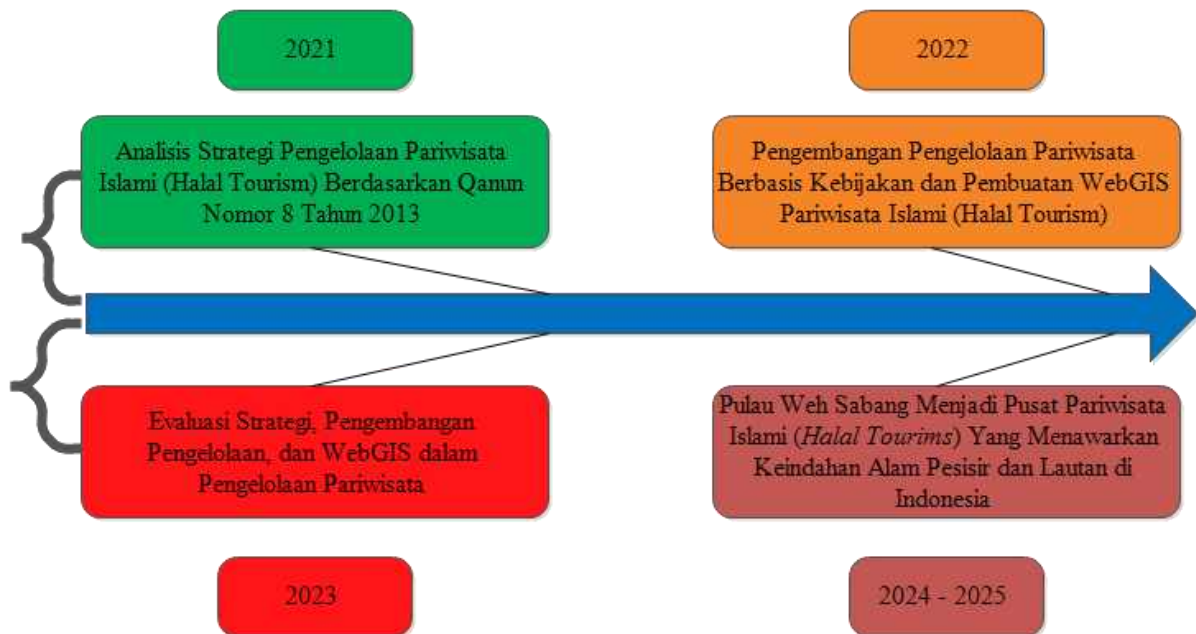 2021
Analisis Strategi Pengelolaan Pariwisata
Islami (Halal Tourism) Berdasarkan Qanun
Nomor 8 Tahun 2013
2022
Pengembangan Pengelolaan Pariwisata
Berbasis Kebijakan dan Pembuatan WebGIS
Pariwisata Islami (Halal Tourism)
Evaluasi Strategi, Pengembangan
Pengelolaan, dan WebGIS dalam
Pengelolaan Pariwisata
2023
Pulau Weh Sabang Menjadi Pusat Pariwisata
Islami (Halal Tourims) Yang Menawarkan
Keindahan Alam Pesisir dan Lautan di
Indonesia
2024 - 2025